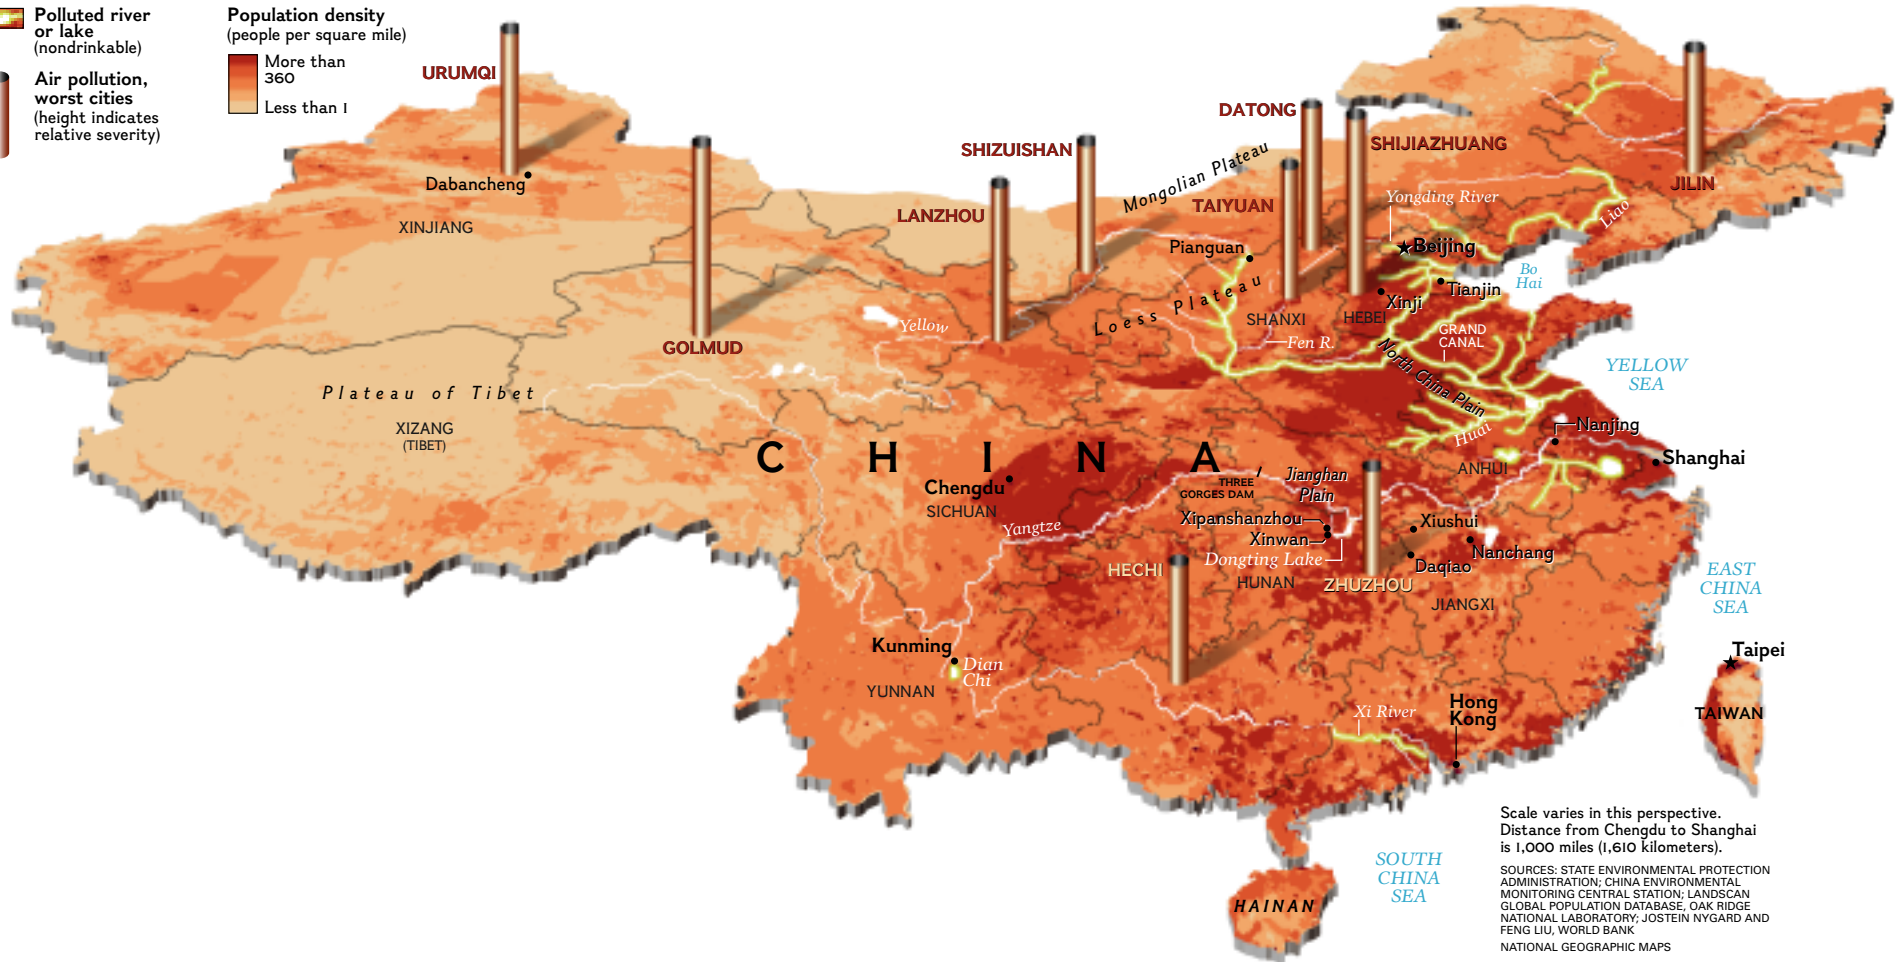 Polluted river
or lake
(nondrinkable)
Air pollution,
worst cities
(height indicates
relative severity)
Population density
(people per square mile)
More than
360
Less than 1
URUMQI
Dabancheng
XINJIANG
GOLMUD
Plateau of Tibet
XIZANG
(TIBET)
LANZHOU
SHIZUISHAN
Mongolian Plateau
DATONG
TAIYUAN
SHIJIAZHUANG
JILIN
Yongding River
Liao
Pianguan
Beijing
Bo
Hai
Tianjin
Xinji
Loess Plateau
SHANXI
HEBEI
Yellow
Fen R.
GRAND
CANAL
North China Plain
YELLOW
SEA
Huai
Nanjing
ANHUI
Shanghai
CHINA
Chengdu
SICHUAN
THREE
GORGES DAM
Jianghan
Plain
Yangtze
Xipanshanzhou
Xinwan
Dongting Lake
Xiushui
Nanchang
Daqiao
HECHI
HUNAN
ZHUZHOU
JIANGXI
EAST
CHINA
SEA
Kunming
Dian
Chi
YUNNAN
Taipei
TAIWAN
Xi River
Hong
Kong
SOUTH
CHINA
SEA
HAINAN
Scale varies in this perspective.
Distance from Chengdu to Shanghai
is 1,000 miles (1,610 kilometers).
SOURCES: STATE ENVIRONMENTAL PROTECTION
ADMINISTRATION; CHINA ENVIRONMENTAL
MONITORING CENTRAL STATION; LANDSCAN
GLOBAL POPULATION DATABASE, OAK RIDGE
NATIONAL LABORATORY; JOSTEIN NYGARD AND
FENG LIU, WORLD BANK
NATIONAL GEOGRAPHIC MAPS